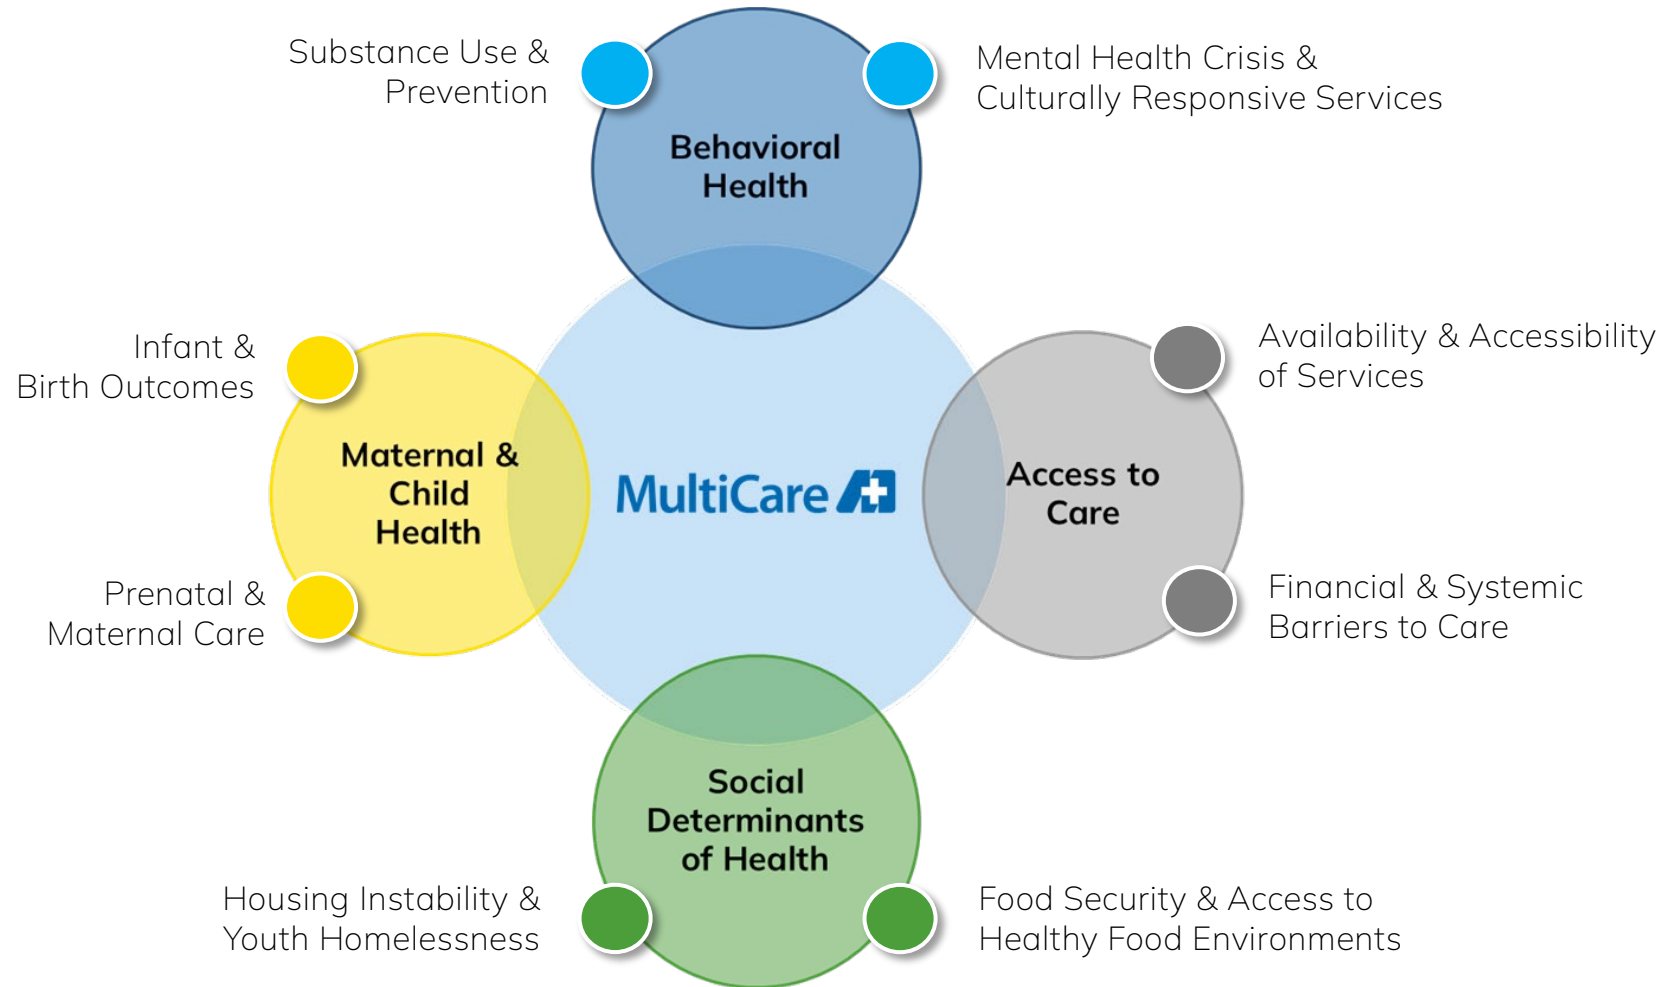 Substance Use &
Prevention
Mental Health Crisis &
Culturally Responsive Services
Behavioral
Health
Infant &
Birth Outcomes
Availability & Accessibility
of Services
Maternal &
Child
Health
MultiCare
Access to
Care
Prenatal &
Maternal Care
Financial & Systemic
Barriers to Care
Social
Determinants
of Health
Housing Instability &
Youth Homelessness
Food Security & Access to
Healthy Food Environments